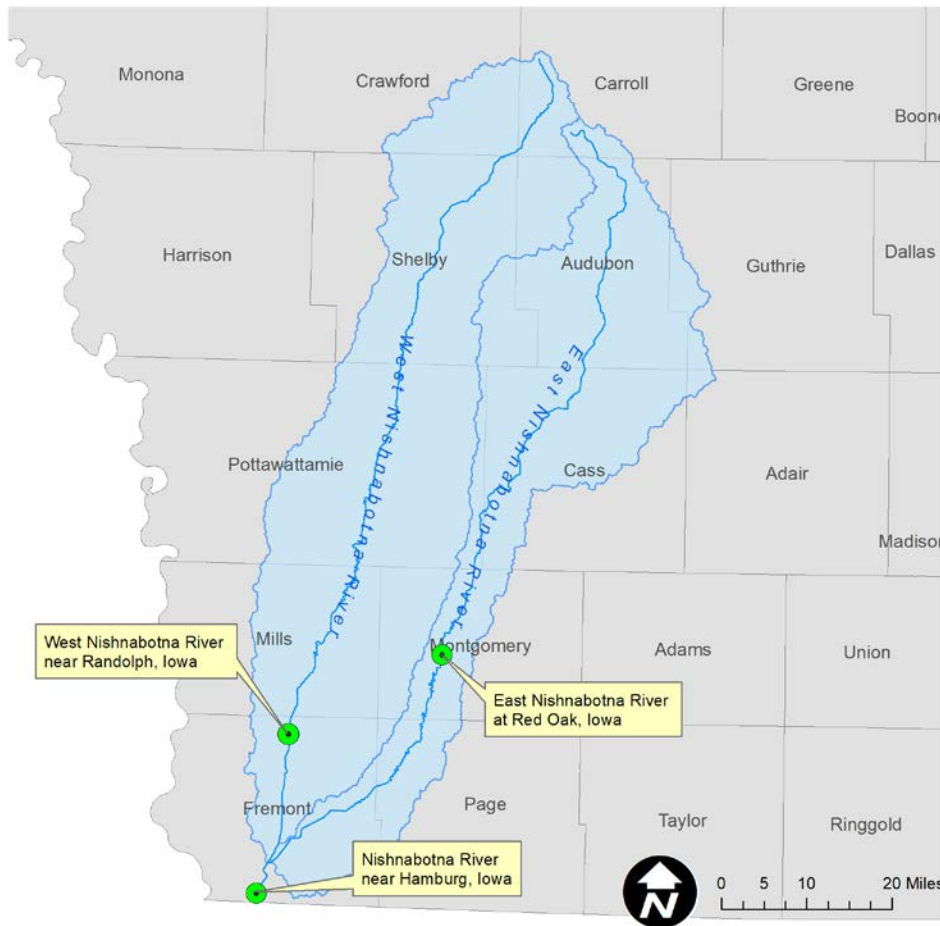 Monona
Crawford
Carroll
Greene
Boone
Harrison
Shelby
Audubon
Guthrie
Dallas
West Nishnabotna River
East Nishnabotna River
Pottawattamie
Cass
Adair
Madison
West Nishnabotna River
near Randolph, Iowa
Mills
Montgomery
Adams
Union
East Nishnabotna River
at Red Oak, Iowa
Fremont
Page
Taylor
Ringgold
Nishnabotna River
near Hamburg, Iowa
N
0 5 10 20 Miles